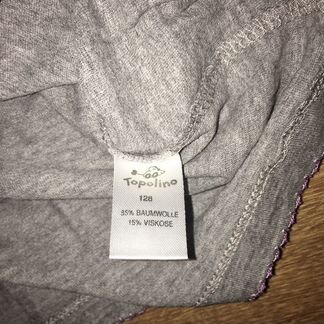 Topolino
128
85% BAUMWOLLE
15% VISKOSE